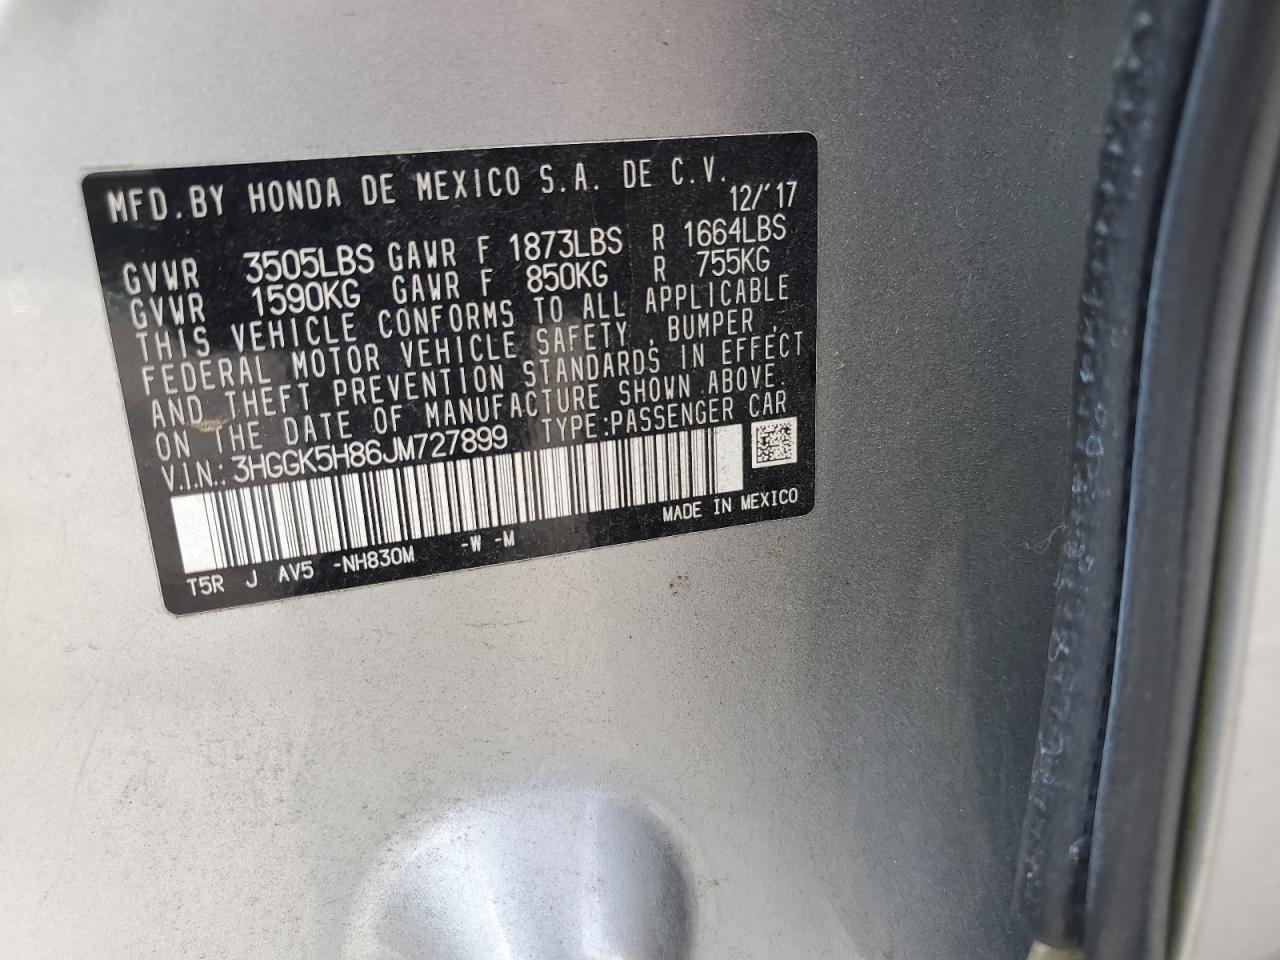 MFD.BY HONDA DE MEXICO S.A. DE C.V.
12/'17
GVWR 3505LBS GAWR F 1873LBS R 1664LBS
GVWR 1590KG GAWR F 850KG R 755KG
THIS VEHICLE CONFORMS TO ALL APPLICABLE
FEDERAL MOTOR VEHICLE SAFETY, BUMPER,
AND THEFT PREVENTION STANDARDS IN EFFECT
ON THE DATE OF MANUFACTURE SHOWN ABOVE.
V.I.N.: 3HGGK5H86JM727899 TYPE:PASSENGER CAR
MADE IN MEXICO
T5R J AV5 -NH830M -W -M